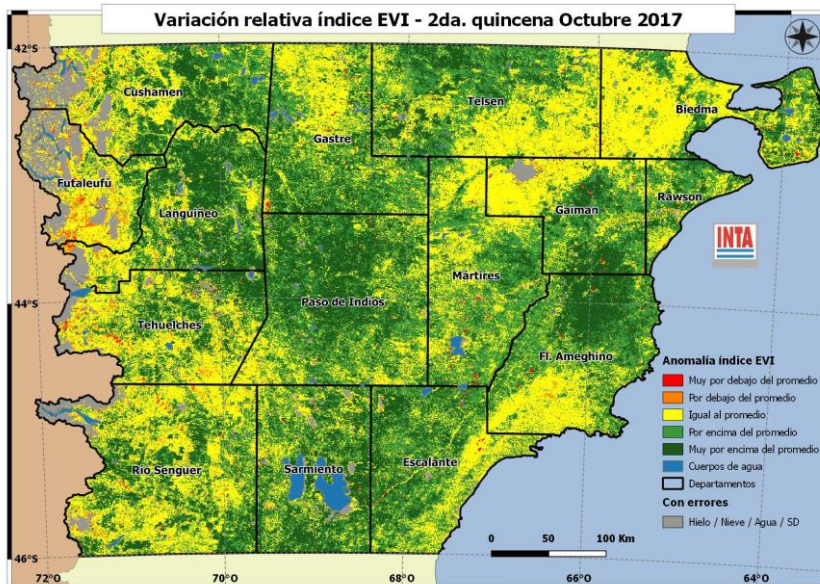 Variación relativa índice EVI - 2da. quincena Octubre 2017
42°S
Cushamen
Telsen
Biedma
Gastre
Futaleufú
Languiñeo
Gaiman
Rawson
INTA
Mártires
44°S
Paso de Indios
Tehuelches
Fl. Ameghino
Anomalía índice EVI
Muy por debajo del promedio
Por debajo del promedio
Igual al promedio
Por encima del promedio
Muy por encima del promedio
Cuerpos de agua
Departamentos
Con errores
Hielo / Nieve / Agua / SD
Río Senguer
Sarmiento
Escalante
0 50 100 Km
46°S
72°O 70°O 68°O 66°O 64°O